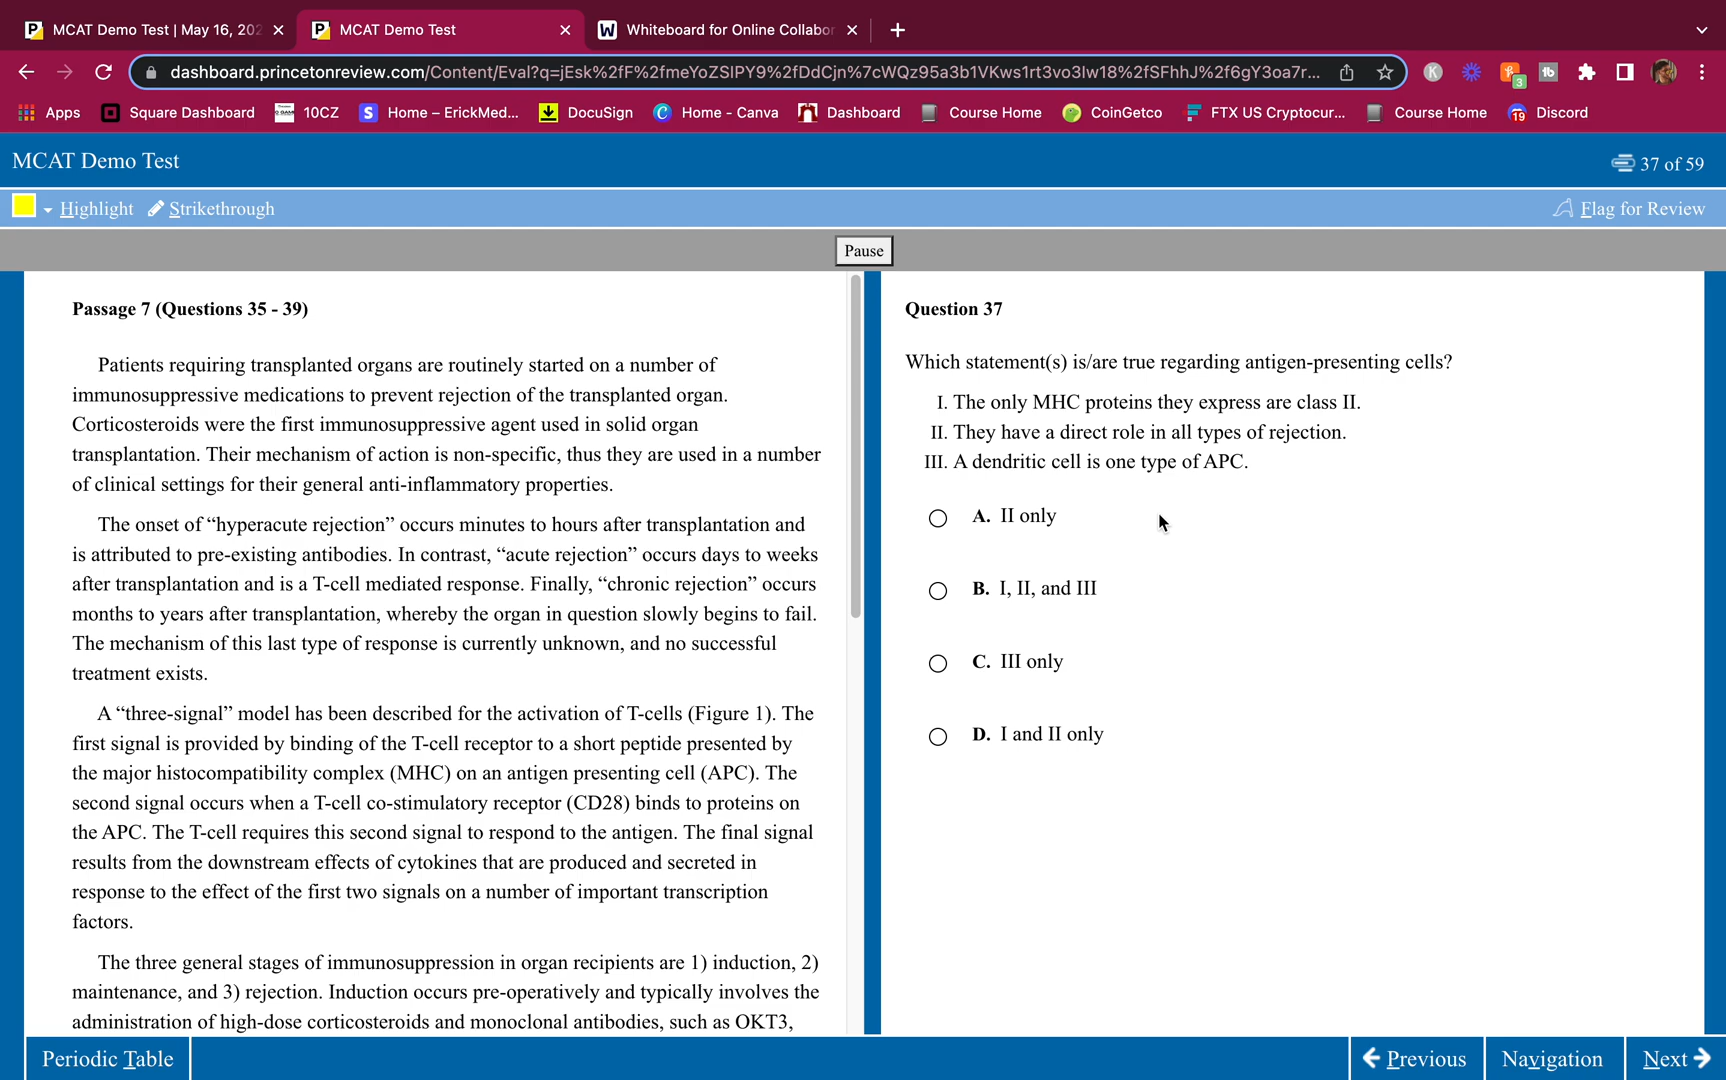 MCAT Demo Test | May 16, 202
MCAT Demo Test
Whiteboard for Online Collabor
dashboard.princetonreview.com/Content/Eval?q=jEsk%2fF%2fmeYoZSIPY9%2fDdCjn%7cWQz95a3b1VKws1rt3vo3lw18%2fSFhhJ%2f6gY3oa7r...
Apps
Square Dashboard
10CZ
Home – ErickMed...
DocuSign
Home - Canva
Dashboard
Course Home
CoinGetco
FTX US Cryptocur...
Course Home
19
Discord
MCAT Demo Test
37 of 59
Highlight
Strikethrough
Flag for Review
Pause
Passage 7 (Questions 35 - 39)
Patients requiring transplanted organs are routinely started on a number of
immunosuppressive medications to prevent rejection of the transplanted organ.
Corticosteroids were the first immunosuppressive agent used in solid organ
transplantation. Their mechanism of action is non-specific, thus they are used in a number
of clinical settings for their general anti-inflammatory properties.
The onset of “hyperacute rejection” occurs minutes to hours after transplantation and
is attributed to pre-existing antibodies. In contrast, “acute rejection” occurs days to weeks
after transplantation and is a T-cell mediated response. Finally, “chronic rejection” occurs
months to years after transplantation, whereby the organ in question slowly begins to fail.
The mechanism of this last type of response is currently unknown, and no successful
treatment exists.
A “three-signal” model has been described for the activation of T-cells (Figure 1). The
first signal is provided by binding of the T-cell receptor to a short peptide presented by
the major histocompatibility complex (MHC) on an antigen presenting cell (APC). The
second signal occurs when a T-cell co-stimulatory receptor (CD28) binds to proteins on
the APC. The T-cell requires this second signal to respond to the antigen. The final signal
results from the downstream effects of cytokines that are produced and secreted in
response to the effect of the first two signals on a number of important transcription
factors.
The three general stages of immunosuppression in organ recipients are 1) induction, 2)
maintenance, and 3) rejection. Induction occurs pre-operatively and typically involves the
administration of high-dose corticosteroids and monoclonal antibodies, such as OKT3,
Question 37
Which statement(s) is/are true regarding antigen-presenting cells?
I. The only MHC proteins they express are class II.
II. They have a direct role in all types of rejection.
III. A dendritic cell is one type of APC.
A. II only
B. I, II, and III
C. III only
D. I and II only
Periodic Table
Previous
Navigation
Next